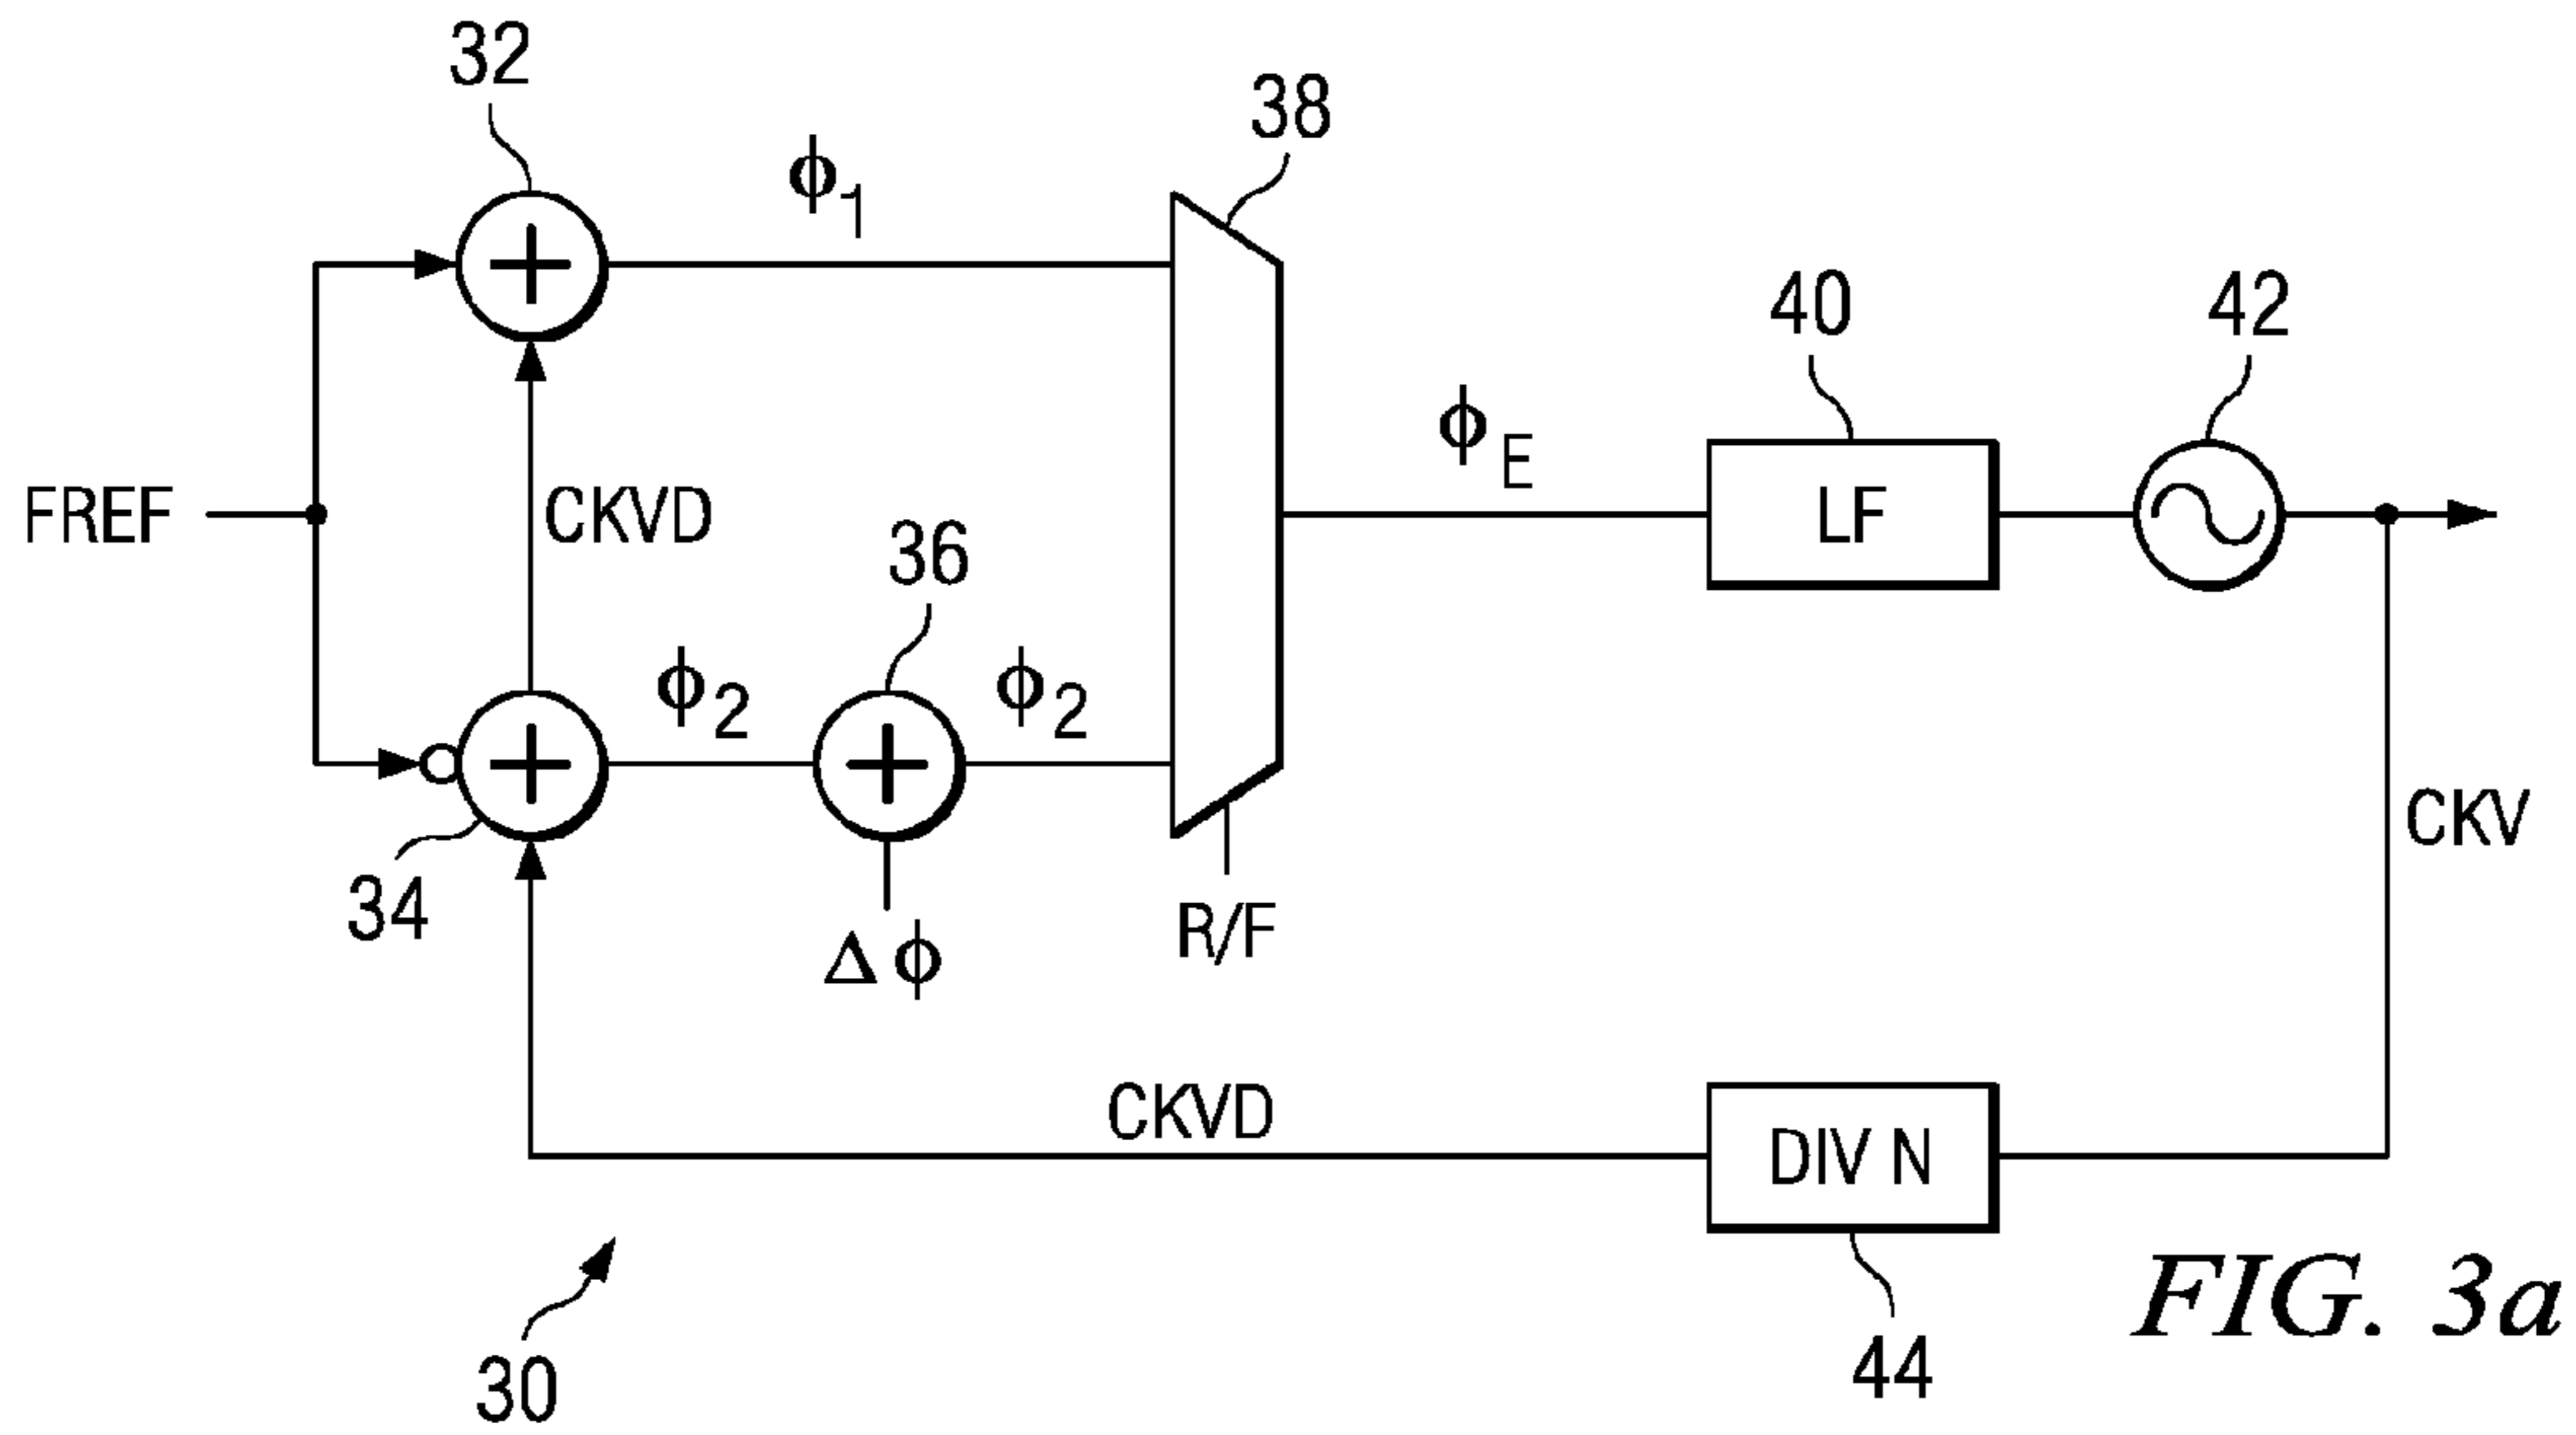 32
38
ϕ1
40
42
ϕE
FREF
CKVD
36
LF
ϕ2
ϕ2
CKV
34
R/F
Δϕ
CKVD
DIV N
30
44
FIG. 3a